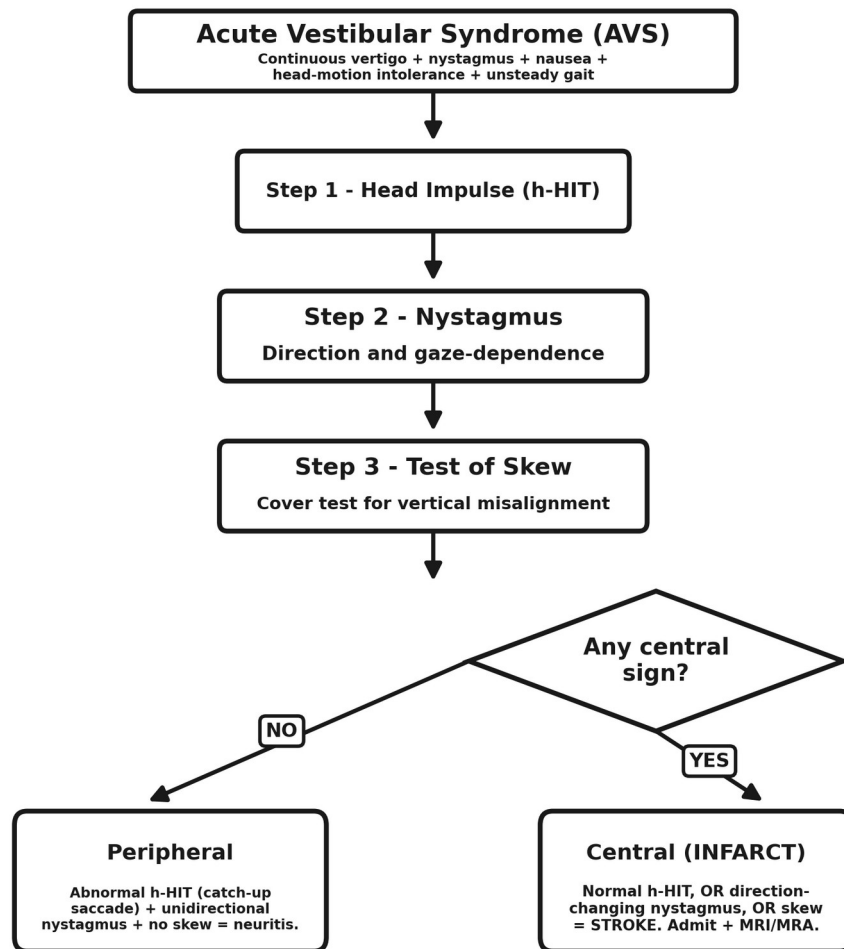 Acute Vestibular Syndrome (AVS)
Continuous vertigo + nystagmus + nausea +
head-motion intolerance + unsteady gait
Step 1 - Head Impulse (h-HIT)
Step 2 - Nystagmus
Direction and gaze-dependence
Step 3 - Test of Skew
Cover test for vertical misalignment
Any central
sign?
NO
YES
Peripheral
Abnormal h-HIT (catch-up
saccade) + unidirectional
nystagmus + no skew = neuritis.
Central (INFARCT)
Normal h-HIT, OR direction-
changing nystagmus, OR skew
= STROKE. Admit + MRI/MRA.